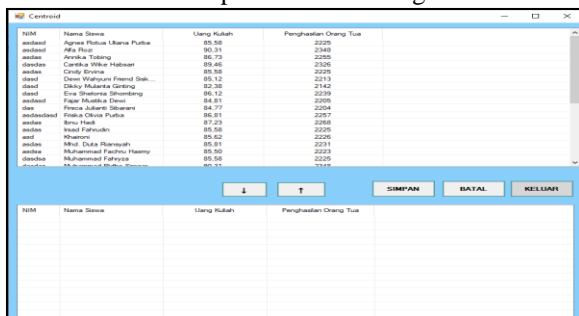 Centroid
NIM Nama Siswa Uang Kuliah Penghasilan Orang Tua
asdasd Agnes Rotua Uliana Purba 85,58 2225
asdasd Alfa Rozi 90,31 2348
asdas Annika Tobing 86,73 2255
dasdas Cantika Wike Habsari 89,46 2326
asdas Cindy Ervina 85,58 2225
dasd Dewi Wahyuni Friend Sisk... 85,12 2213
dasd Dikky Mulanta Ginting 82,38 2142
dasd Eva Shelonia Sihombing 86,12 2239
asdasd Fajar Mustika Dewi 84,81 2205
das Frisca Julianti Sibarani 84,77 2204
asdasdasd Friska Olivia Purba 86,81 2257
asdas Ibnu Hadi 87,23 2268
asdas Irsad Fahrudin 85,58 2225
asd Khaironi 85,62 2226
asdas Mhd. Duta Riansyah 85,81 2231
asdsa Muhammad Fachru Hasmy 85,50 2223
dasdsa Muhammad Fahryza 85,58 2225
↓ ↑ SIMPAN BATAL KELUAR
NIM Nama Siswa Uang Kuliah Penghasilan Orang Tua